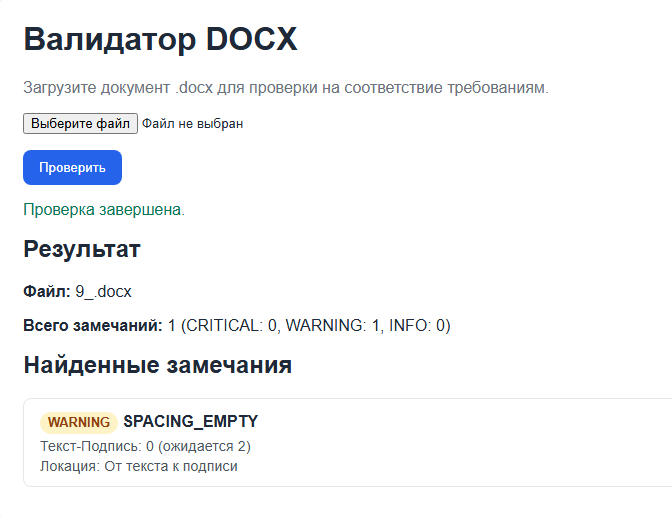 Валидатор DOCX
Загрузите документ .docx для проверки на соответствие требованиям.
Выберите файл Файл не выбран
Проверить
Проверка завершена.
Результат
Файл: 9_.docx
Всего замечаний: 1 (CRITICAL: 0, WARNING: 1, INFO: 0)
Найденные замечания
WARNING SPACING_EMPTY
Текст-Подпись: 0 (ожидается 2)
Локация: От текста к подписи